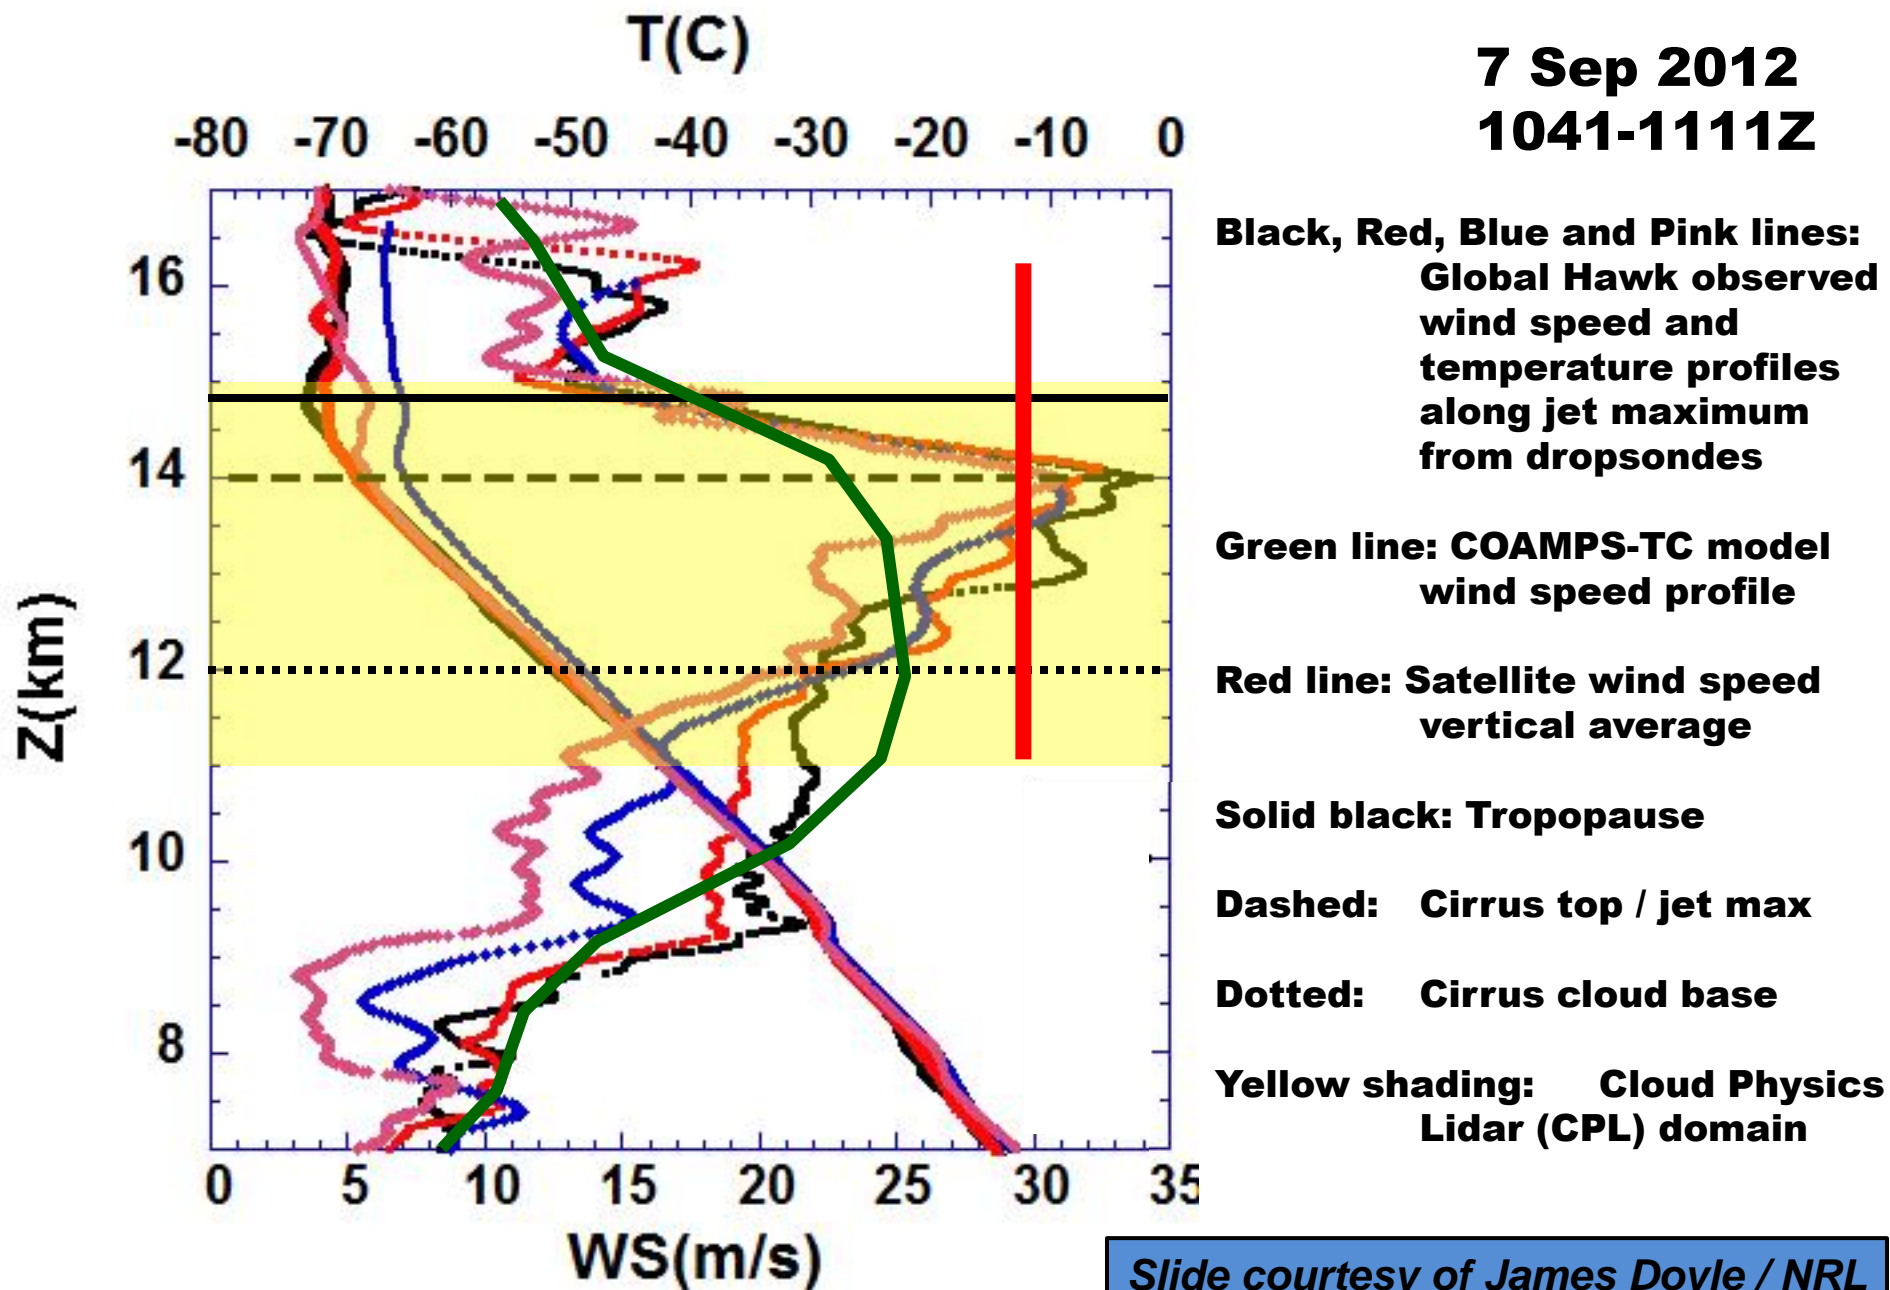 T(C)
-80 -70 -60 -50 -40 -30 -20 -10 0
7 Sep 2012
1041-1111Z
16
14
12
10
8
Z(km)
0 5 10 15 20 25 30 35
WS(m/s)
Black, Red, Blue and Pink lines:
Global Hawk observed
wind speed and
temperature profiles
along jet maximum
from dropsondes
Green line: COAMPS-TC model
wind speed profile
Red line: Satellite wind speed
vertical average
Solid black: Tropopause
Dashed: Cirrus top / jet max
Dotted: Cirrus cloud base
Yellow shading: Cloud Physics
Lidar (CPL) domain
Slide courtesy of James Doyle / NRL